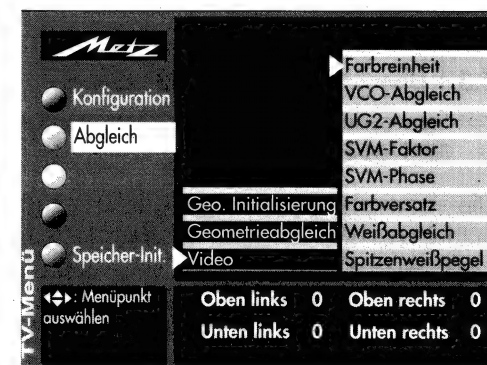 Metz
Konfiguration
Abgleich
Speicher-Init.
TV-Menü
Geo. Initialisierung
Geometrieabgleich
Video
Farbreinheit
VCO-Abgleich
UG2-Abgleich
SVM-Faktor
SVM-Phase
Farbversatz
Weißabgleich
Spitzenweißpegel
: Menüpunkt
auswählen
Oben links 0 Oben rechts 0
Unten links 0 Unten rechts 0